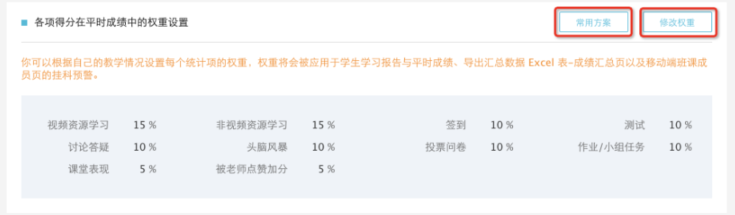 各项得分在平时成绩中的权重设置 常用方案 修改权重
你可以根据自己的教学情况设置每个统计项的权重，权重将会被应用于学生学习报告与平时成绩、导出汇总数据 Excel 表-成绩汇总页以及移动端班课成
员页的挂科预警。
视频资源学习 15 % 非视频资源学习 15 % 签到 10 % 测试 10 %
讨论答疑 10 % 头脑风暴 10 % 投票问卷 10 % 作业/小组任务 10 %
课堂表现 5 % 被老师点赞加分 5 %